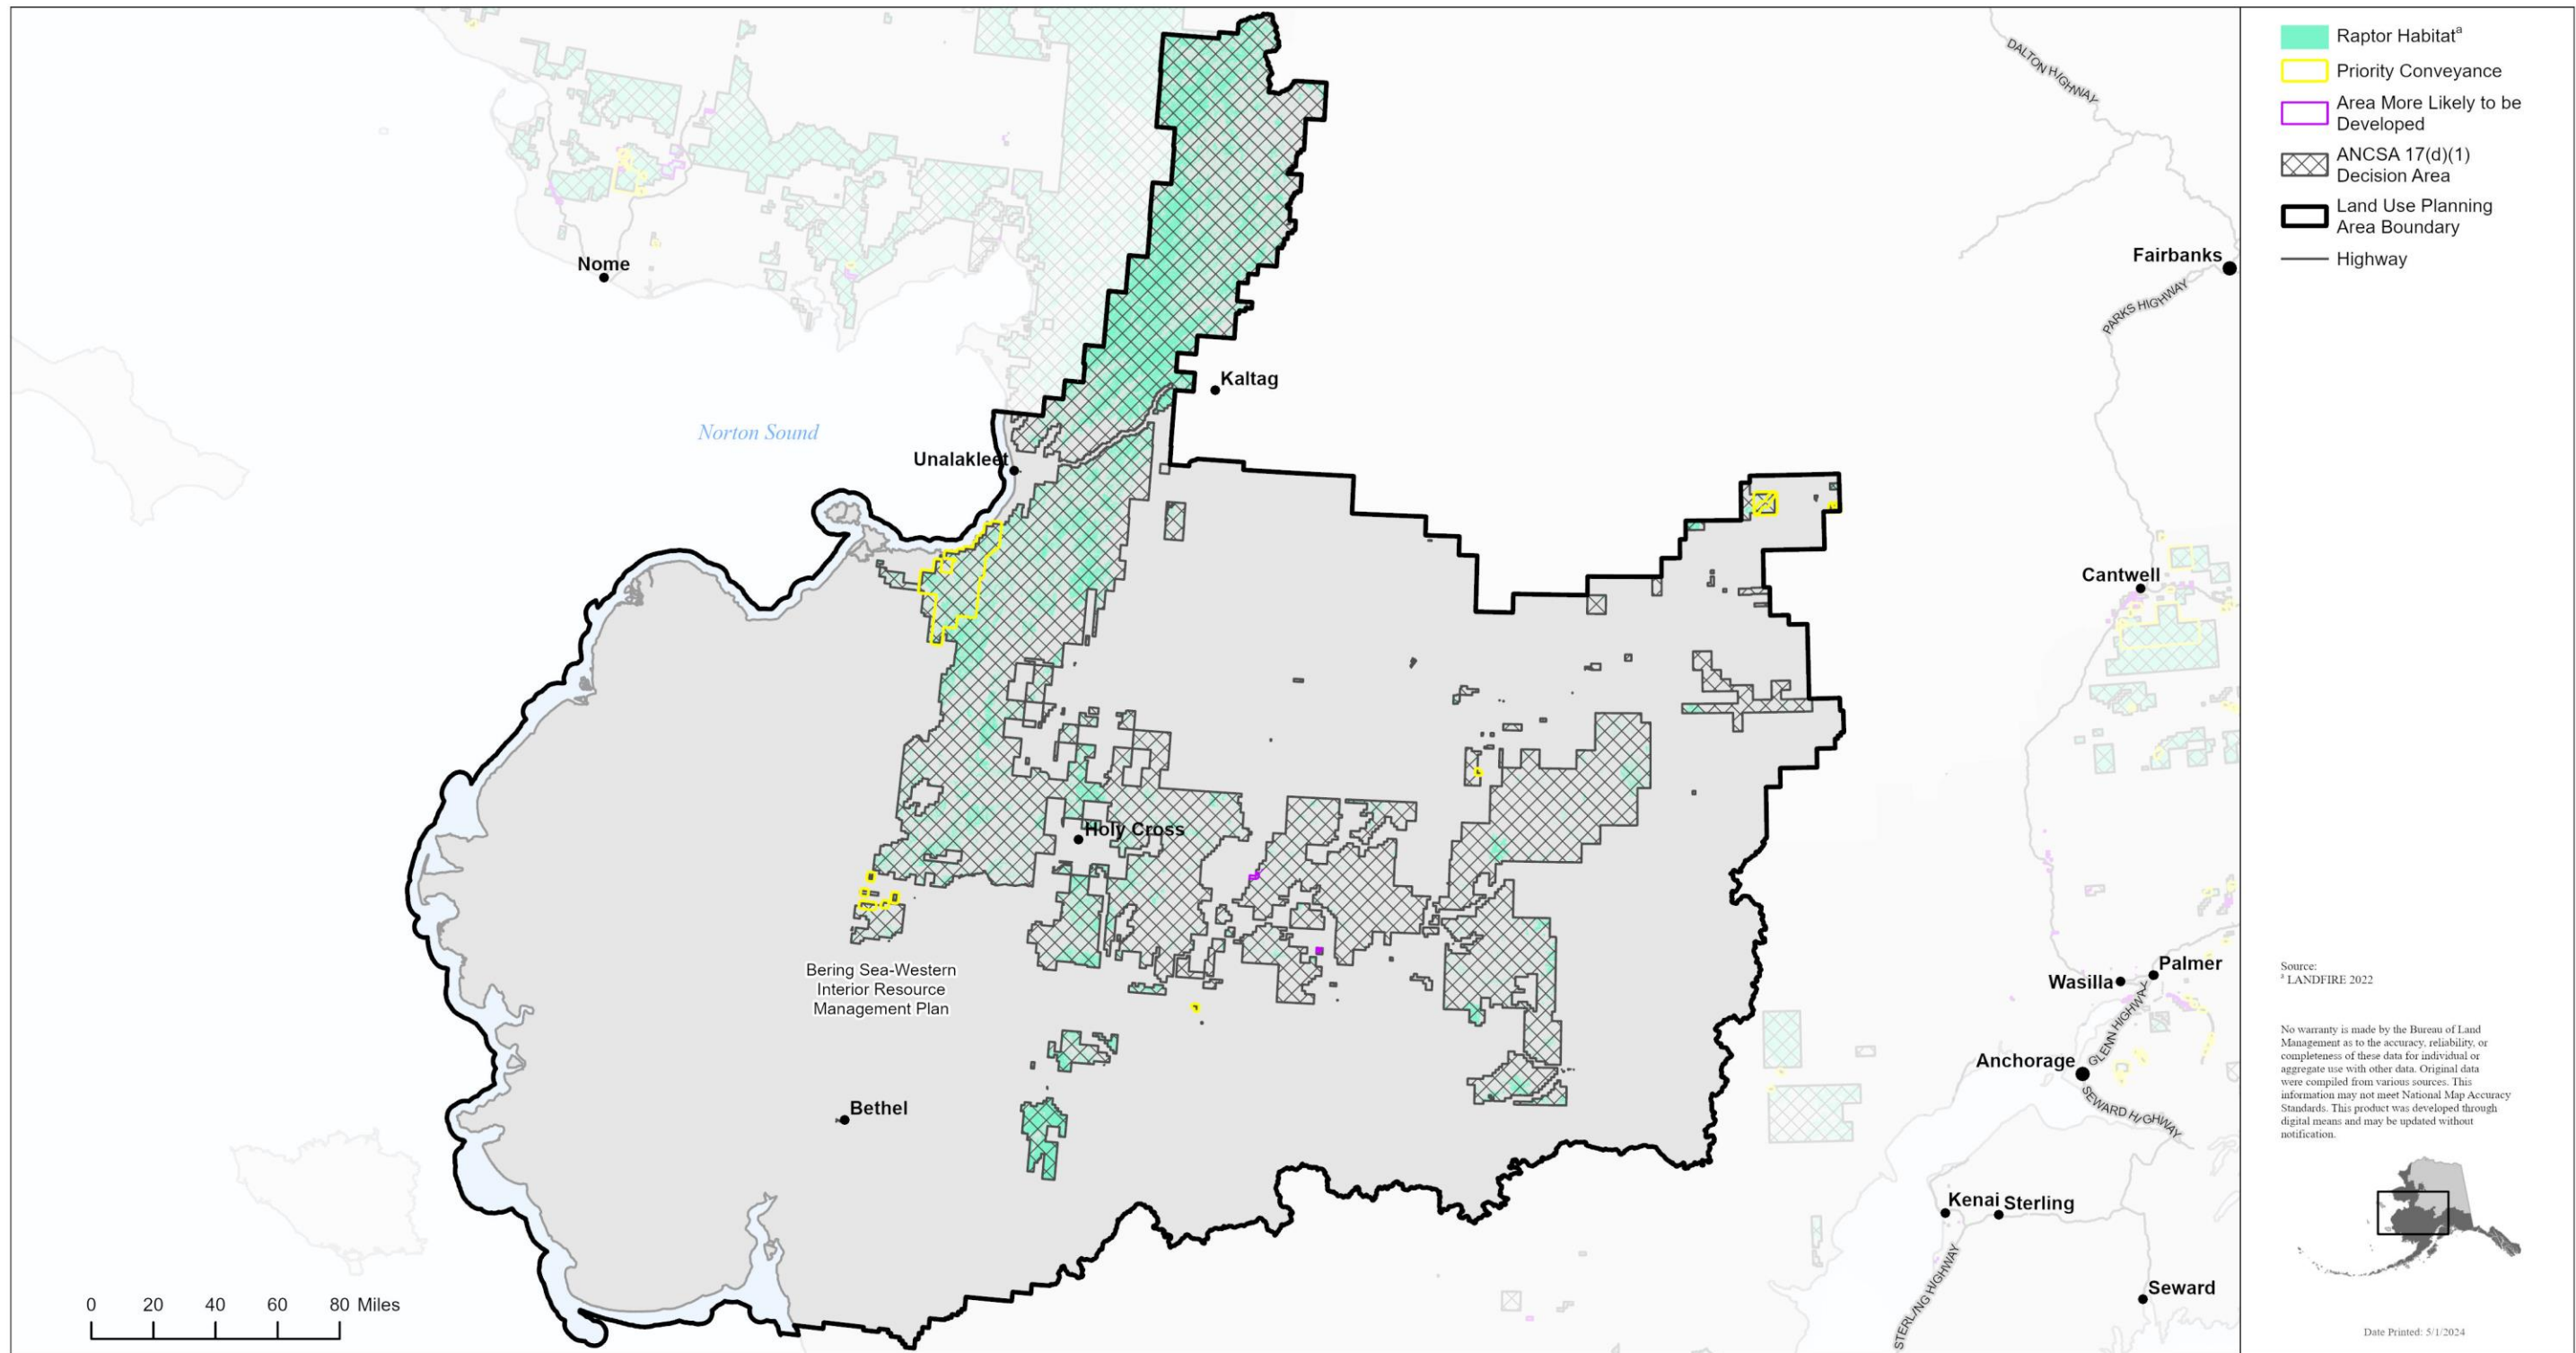 DALTON HIGHWAY
Fairbanks
PARKS HIGHWAY
Nome
Kaltag
Norton Sound
Unalakleet
Cantwell
Holy Cross
Bering Sea-Western
Interior Resource
Management Plan
Palmer
Wasilla
GLENN HIGHWAY
Anchorage
SEWARD HIGHWAY
Bethel
Kenai
Sterling
STERLING HIGHWAY
Seward
0 20 40 60 80 Miles
Raptor Habitat^a
Priority Conveyance
Area More Likely to be
Developed
ANCSA 17(d)(1)
Decision Area
Land Use Planning
Area Boundary
Highway
Source:
^a LANDFIRE 2022
No warranty is made by the Bureau of Land
Management as to the accuracy, reliability, or
completeness of these data for individual or
aggregate use with other data. Original data
were compiled from various sources. This
information may not meet National Map Accuracy
Standards. This product was developed through
digital means and may be updated without
notification.
Date Printed: 5/1/2024